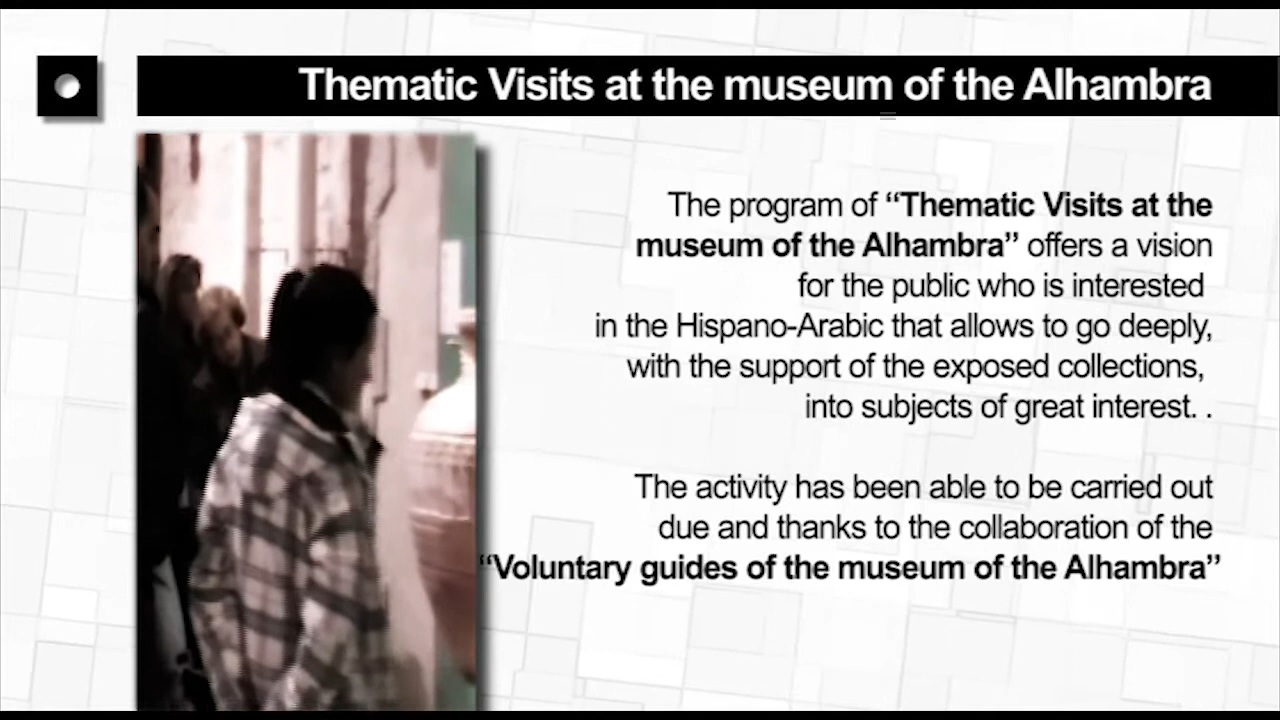 Thematic Visits at the museum of the Alhambra
The program of “Thematic Visits at the
museum of the Alhambra” offers a vision
for the public who is interested
in the Hispano-Arabic that allows to go deeply,
with the support of the exposed collections,
into subjects of great interest. .
The activity has been able to be carried out
due and thanks to the collaboration of the
“Voluntary guides of the museum of the Alhambra”